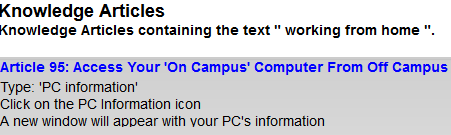 Knowledge Articles
Knowledge Articles containing the text " working from home ".
Article 95: Access Your 'On Campus' Computer From Off Campus
Type: 'PC information'
Click on the PC Information icon
A new window will appear with your PC's information